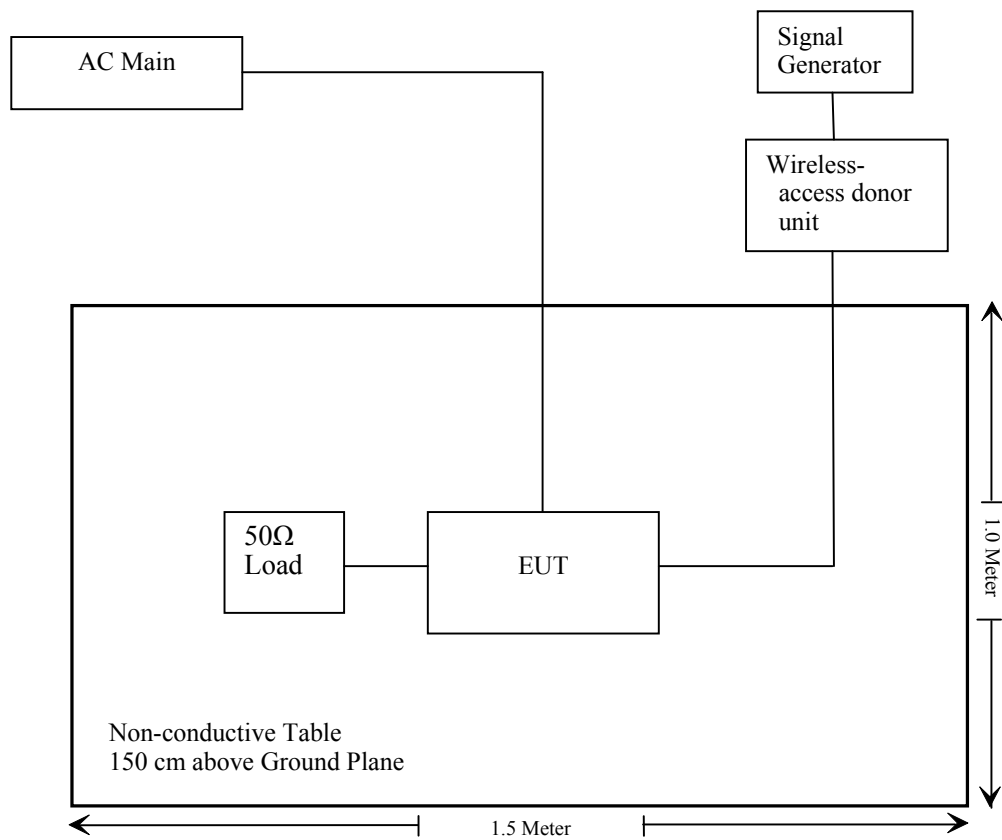 AC Main
Signal
Generator
Wireless-
access donor
unit
50Ω
Load
EUT
1.0 Meter
Non-conductive Table
150 cm above Ground Plane
1.5 Meter